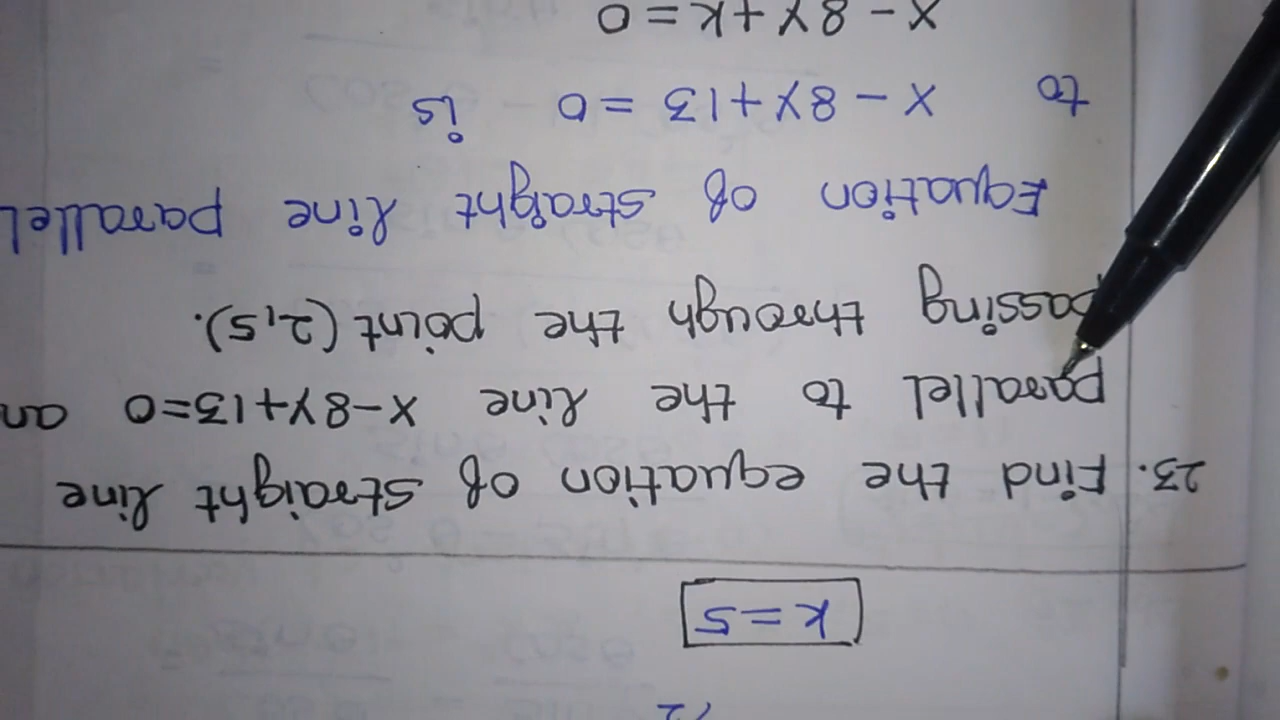 k=5
23. Find the equation of straight line
parallel to the line x-8y+13=0 an
passing through the point (2,5).
Equation of straight line parallel
to x-8y+13=0 is
x-8y+k=0